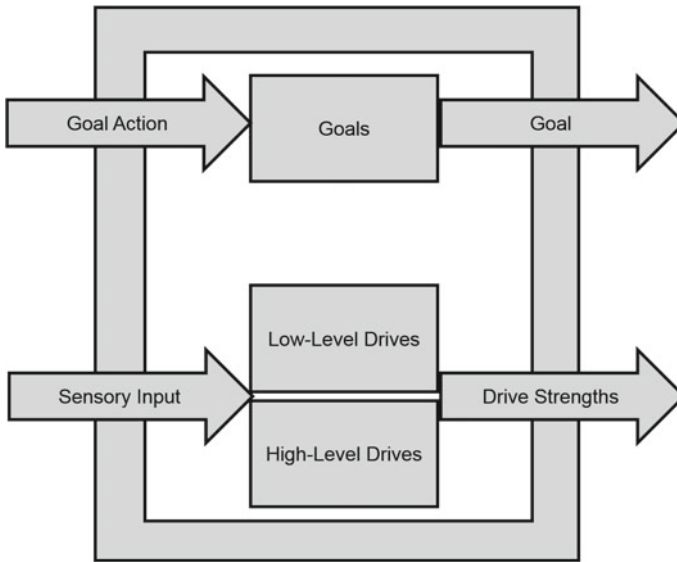 Goal Action
Goals
Goal
Low-Level Drives
Sensory Input
Drive Strengths
High-Level Drives